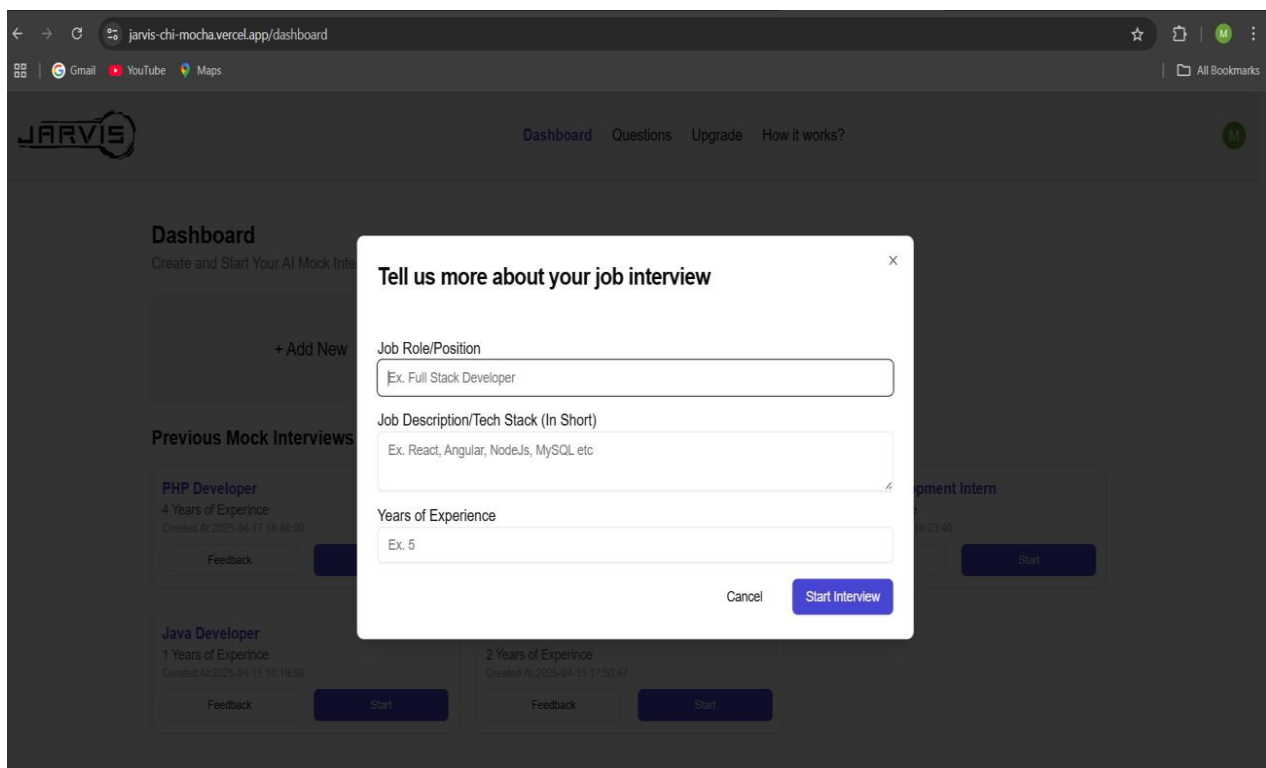 jarvis-chi-mocha.vercel.app/dashboard
M
Gmail YouTube Maps All Bookmarks
JARVIS
Dashboard Questions Upgrade How it works?
M
Dashboard
Create and Start Your AI Mock Inte
+ Add New
Tell us more about your job interview
X
Job Role/Position
Ex. Full Stack Developer
Job Description/Tech Stack (In Short)
Ex. React, Angular, NodeJs, MySQL etc
Years of Experience
Ex. 5
Cancel Start Interview
Previous Mock Interviews
PHP Developer
4 Years of Experince
Created At:2025-04-17
Feedback
opment Intern
Start
Java Developer
1 Years of Experince
Created At:2025-04-15 18:19:58
Feedback Start
2 Years of Experince
Created At:2025-04-15 17:50:47
Feedback Start